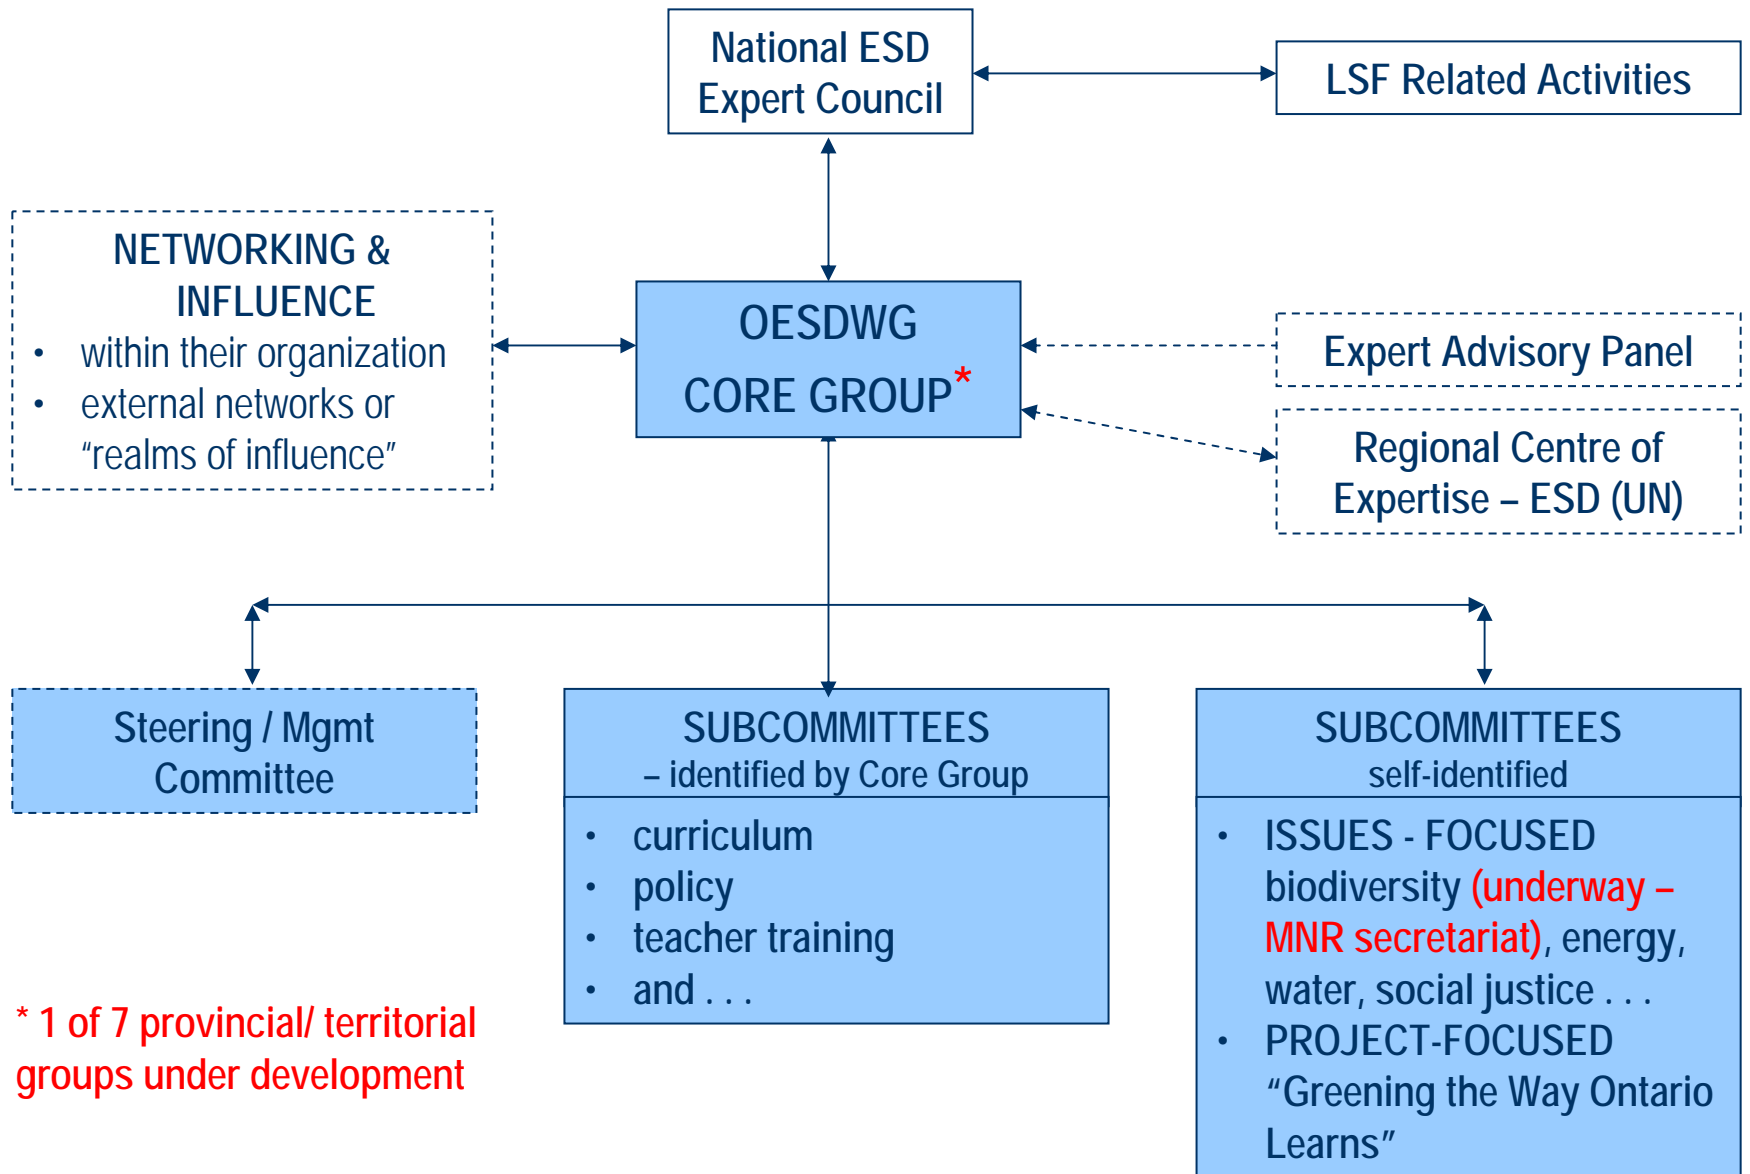 National ESD
Expert Council
LSF Related Activities
NETWORKING &
INFLUENCE
• within their organization
• external networks or
“realms of influence”
OESDWG
CORE GROUP*
Expert Advisory Panel
Regional Centre of
Expertise – ESD (UN)
Steering / Mgmt
Committee
SUBCOMMITTEES
– identified by Core Group
• curriculum
• policy
• teacher training
• and . . .
SUBCOMMITTEES
self-identified
• ISSUES - FOCUSED
biodiversity (underway –
MNR secretariat), energy,
water, social justice . . .
• PROJECT-FOCUSED
“Greening the Way Ontario
Learns”
* 1 of 7 provincial/ territorial
groups under development